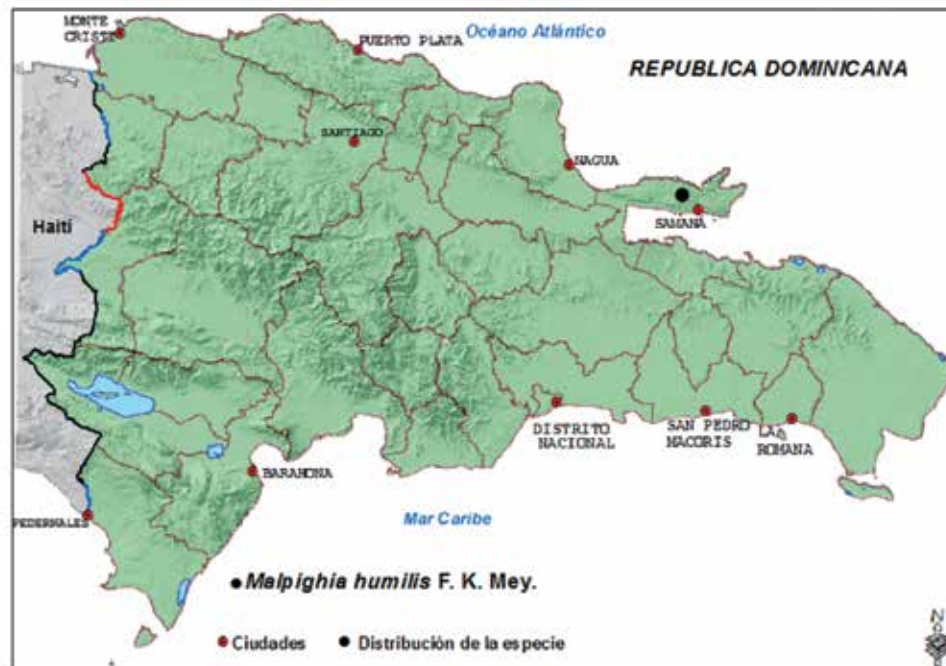 MONTE
CRISTI
PUERTO PLATA
Océano Atlántico
REPUBLICA DOMINICANA
SANTIAGO
NAGUA
Haití
SAMANA
DISTRITO
NACIONAL
SAN PEDRO
MACORIS
LA
ROMANA
BARAHONA
PEDERNALES
Mar Caribe
Malpighia humilis F. K. Mey.
Ciudades
Distribución de la especie
N